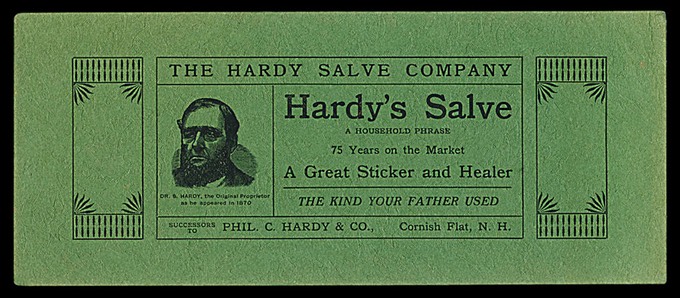 THE HARDY SALVE COMPANY
Hardy's Salve
A HOUSEHOLD PHRASE
75 Years on the Market
A Great Sticker and Healer
THE KIND YOUR FATHER USED
DR. S. HARDY, the Original Proprietor
as he appeared in 1870
SUCCESSORS TO PHIL. C. HARDY & CO., Cornish Flat, N. H.